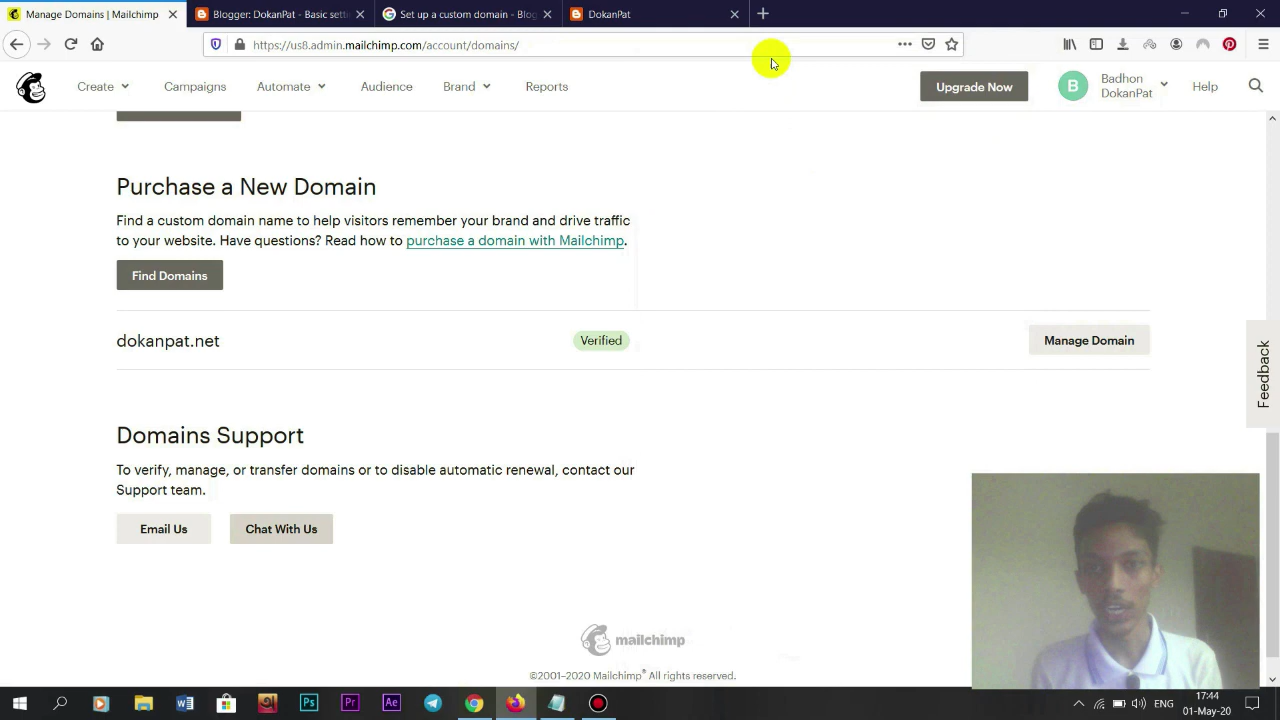 Manage Domains | Mailchimp
Blogger: DokanPat - Basic setti
Set up a custom domain - Blog
DokanPat
https://us8.admin.mailchimp.com/account/domains/
Create
Campaigns
Automate
Audience
Brand
Reports
Upgrade Now
B
Badhon
DokanPat
Help
Purchase a New Domain
Find a custom domain name to help visitors remember your brand and drive traffic
to your website. Have questions? Read how to purchase a domain with Mailchimp.
Find Domains
dokanpat.net
Verified
Manage Domain
Feedback
Domains Support
To verify, manage, or transfer domains or to disable automatic renewal, contact our
Support team.
Email Us
Chat With Us
mailchimp
©2001-2020 Mailchimp® All rights reserved.
Ps
Pr
Ae
ENG
17:44
01-May-20